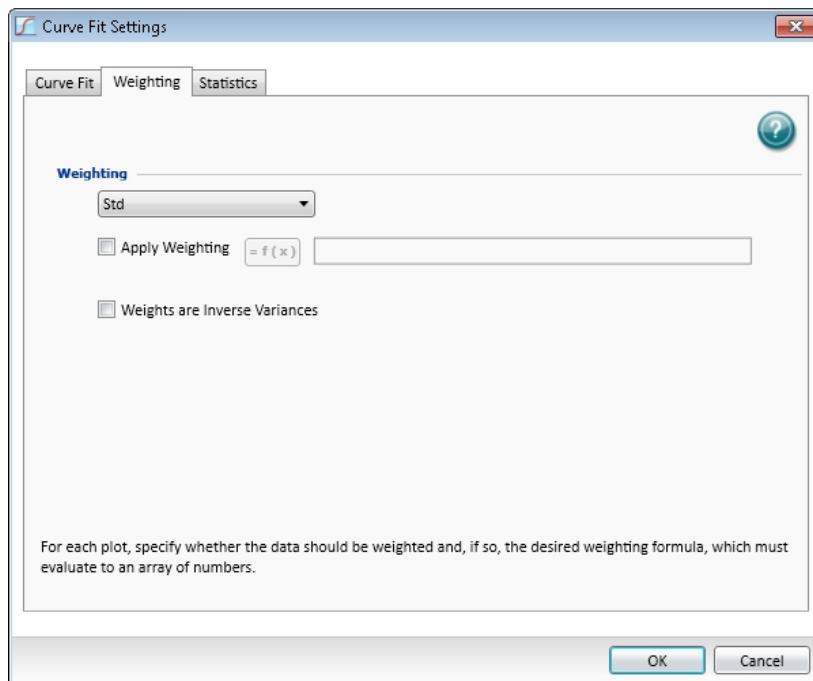 Curve Fit Settings
Curve Fit Weighting Statistics
?
Weighting
Std
Apply Weighting = f ( x )
Weights are Inverse Variances
For each plot, specify whether the data should be weighted and, if so, the desired weighting formula, which must
evaluate to an array of numbers.
OK Cancel